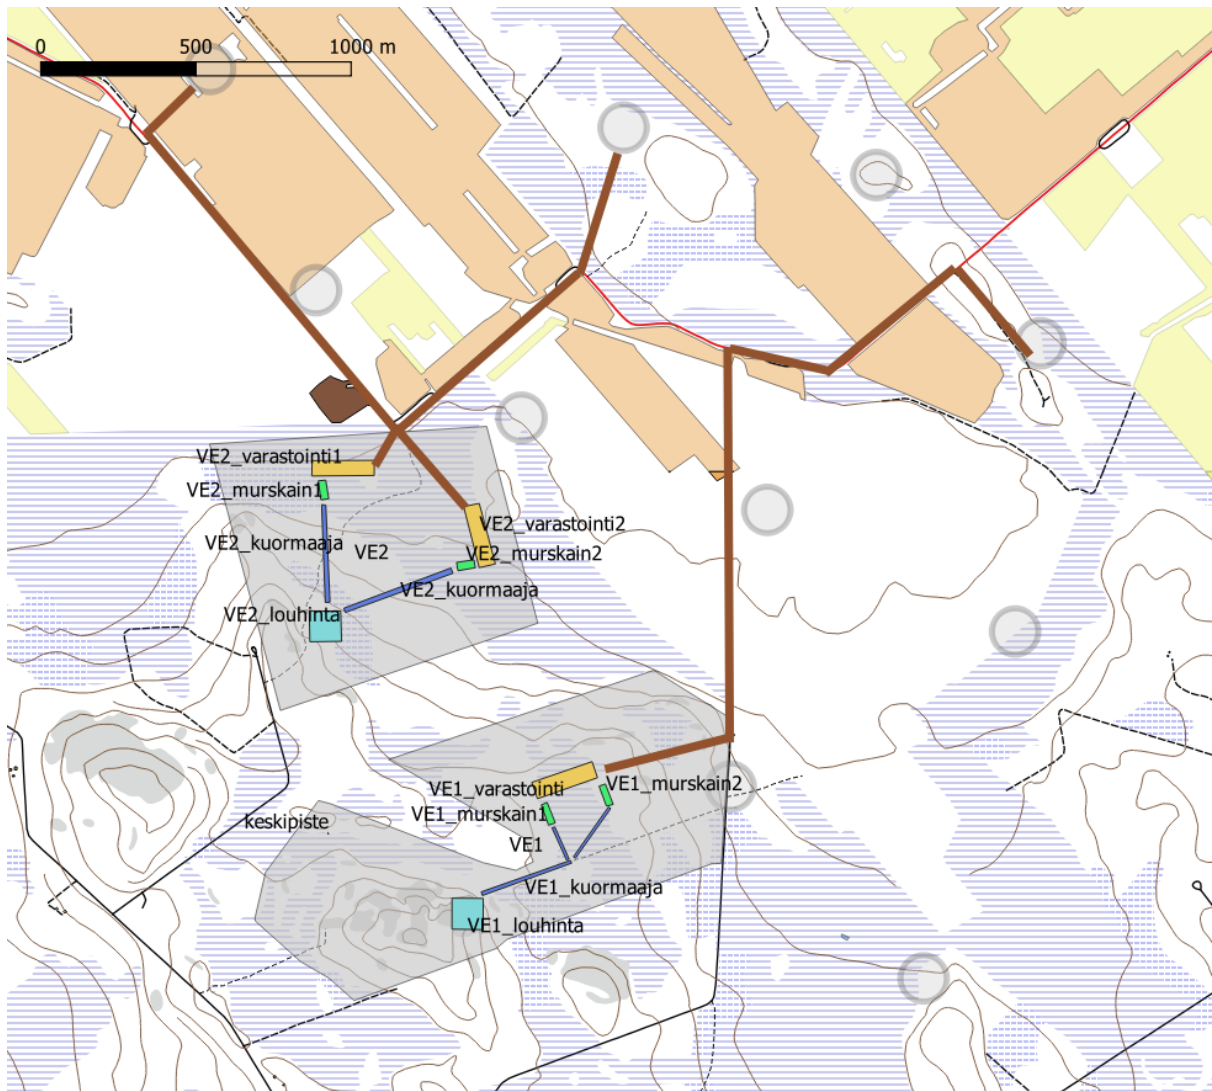 0 500 1000 m
VE2_varastointi1
VE2_murskain1
VE2_varastointi2
VE2_kuormaaja
VE2
VE2_murskain2
VE2_kuormaaja
VE2_louhinta
VE1_varastointi
VE1_murskain2
VE1_murskain1
keskipiste
VE1
VE1_kuormaaja
VE1_louhinta